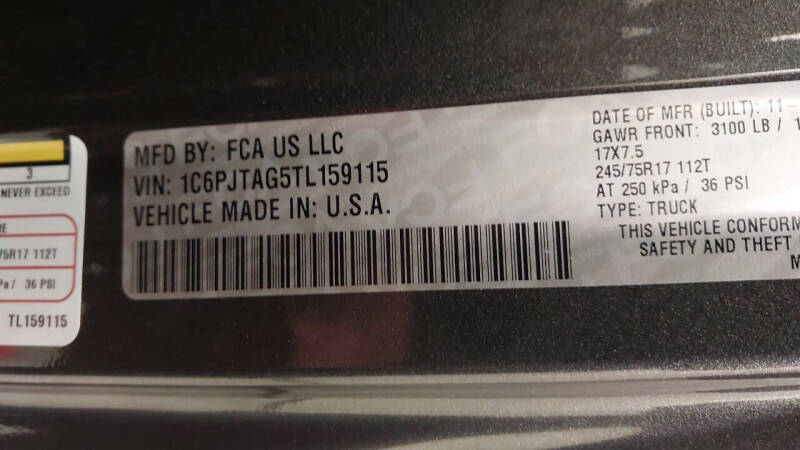 3
NEVER EXCEED
75R17 112T
Pa / 36 PSI
TL159115
MFD BY: FCA US LLC
VIN: 1C6PJTAG5TL159115
VEHICLE MADE IN: U.S.A.
DATE OF MFR (BUILT): 11-
GAWR FRONT: 3100 LB / 1
17X7.5
245/75R17 112T
AT 250 kPa / 36 PSI
TYPE: TRUCK
THIS VEHICLE CONFORM
SAFETY AND THEFT
M